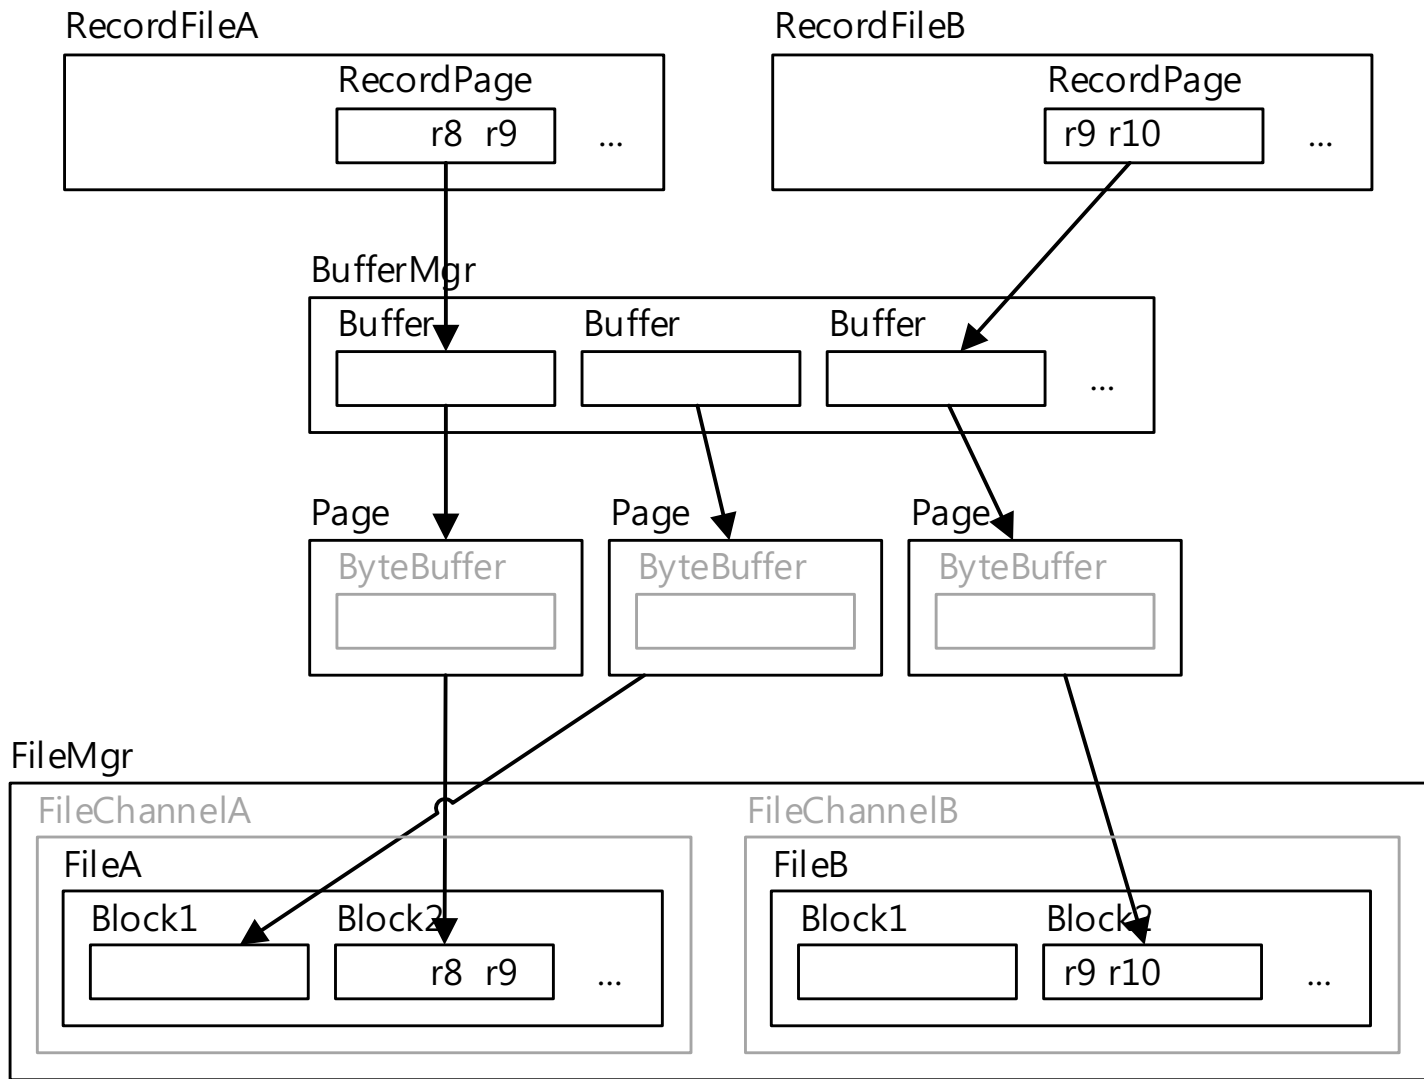 RecordFileA RecordFileB
RecordPage RecordPage
r8 r9 ... r9 r10 ...
BufferMgr
Buffer Buffer Buffer
...
Page Page Page
ByteBuffer ByteBuffer ByteBuffer
FileMgr
FileChannelA FileChannelB
FileA FileB
Block1 Block2 Block1 Block2
r8 r9 ... r9 r10 ...